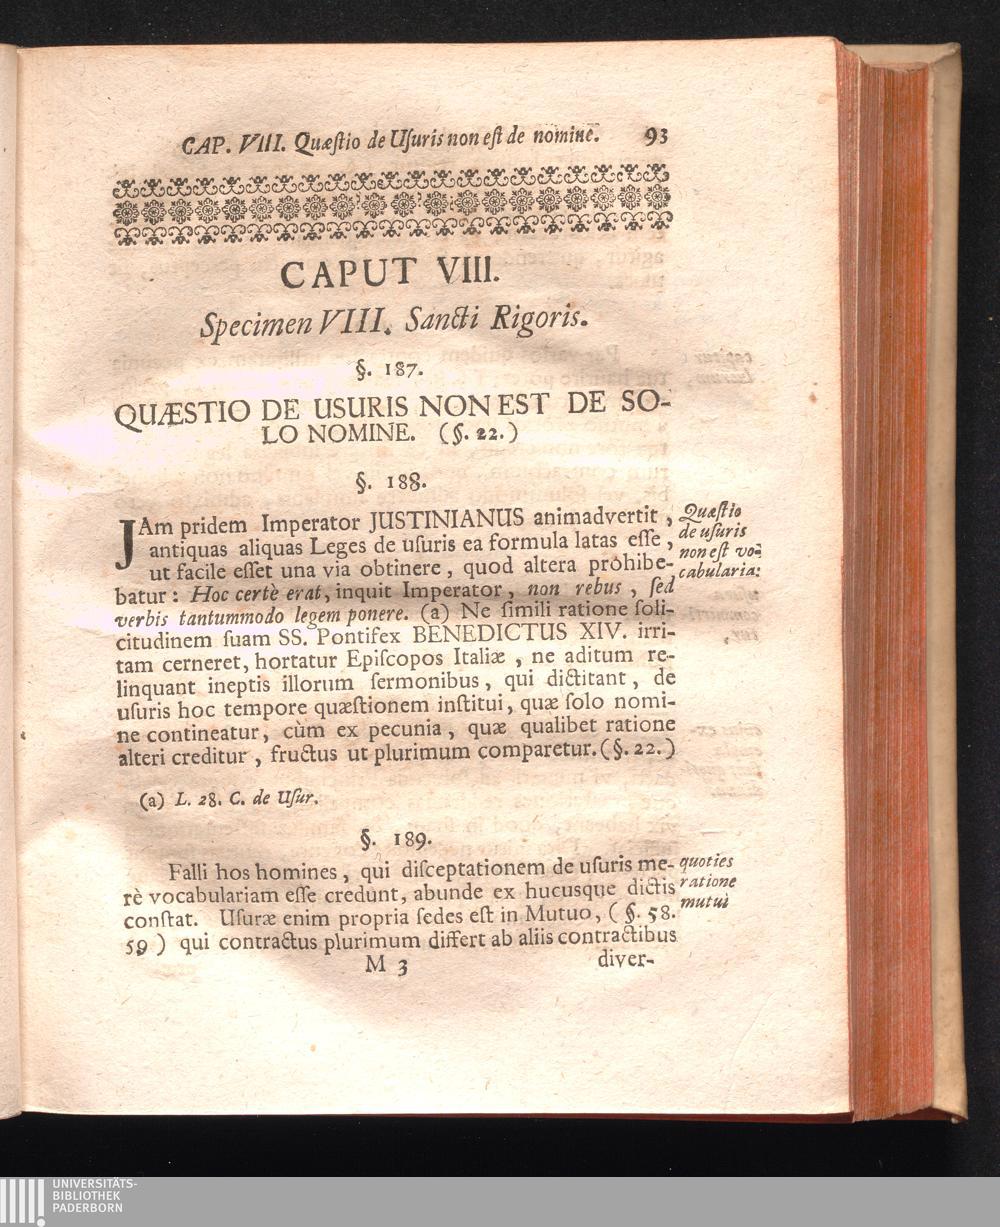 CAP. VIII. Quæſtio de Uſuris non eſt de nomine. 93
CAPUT VIII.
Specimen VIII. Sancti Rigoris.
§. 187.
QUÆSTIO DE USURIS NON EST DE SO-
LO NOMINE. (§. 22.)
§. 188.
JAm pridem Imperator JUSTINIANUS animadvertit,
antiquas aliquas Leges de uſuris ea formula latas eſſe,
ut facile eſſet una via obtinere, quod altera prohibe-
batur: Hoc certè erat, inquit Imperator, non rebus, ſed
verbis tantummodo legem ponere. (a) Ne ſimili ratione ſoli-
citudinem ſuam SS. Pontifex BENEDICTUS XIV. irri-
tam cerneret, hortatur Epiſcopos Italiæ, ne aditum re-
linquant ineptis illorum ſermonibus, qui dictitant, de
uſuris hoc tempore quæſtionem inſtitui, quæ ſolo nomi-
ne contineatur, cùm ex pecunia, quæ qualibet ratione
alteri creditur, fructus ut plurimum comparetur. (§. 22.)
Quæſtio
de uſuris
non eſt vo-
cabularia:
(a) L. 28. C. de Uſur.
§. 189.
Falli hos homines, qui diſceptationem de uſuris me-
rè vocabulariam eſſe credunt, abunde ex hucusque dictis
conſtat. Uſuræ enim propria ſedes eſt in Mutuo, (§. 58.
59) qui contractus plurimum differt ab aliis contractibus
quoties
ratione
mutui
M 3 diver-
UNIVERSITÄTS-
BIBLIOTHEK
PADERBORN